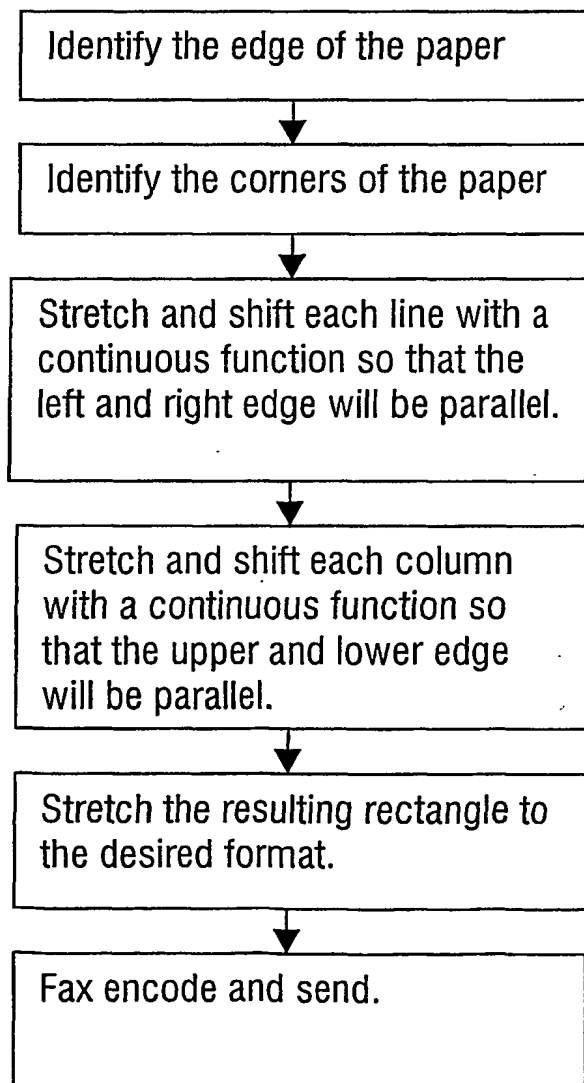 Identify the edge of the paper
Identify the corners of the paper
Stretch and shift each line with a
continuous function so that the
left and right edge will be parallel.
Stretch and shift each column
with a continuous function so
that the upper and lower edge
will be parallel.
Stretch the resulting rectangle to
the desired format.
Fax encode and send.